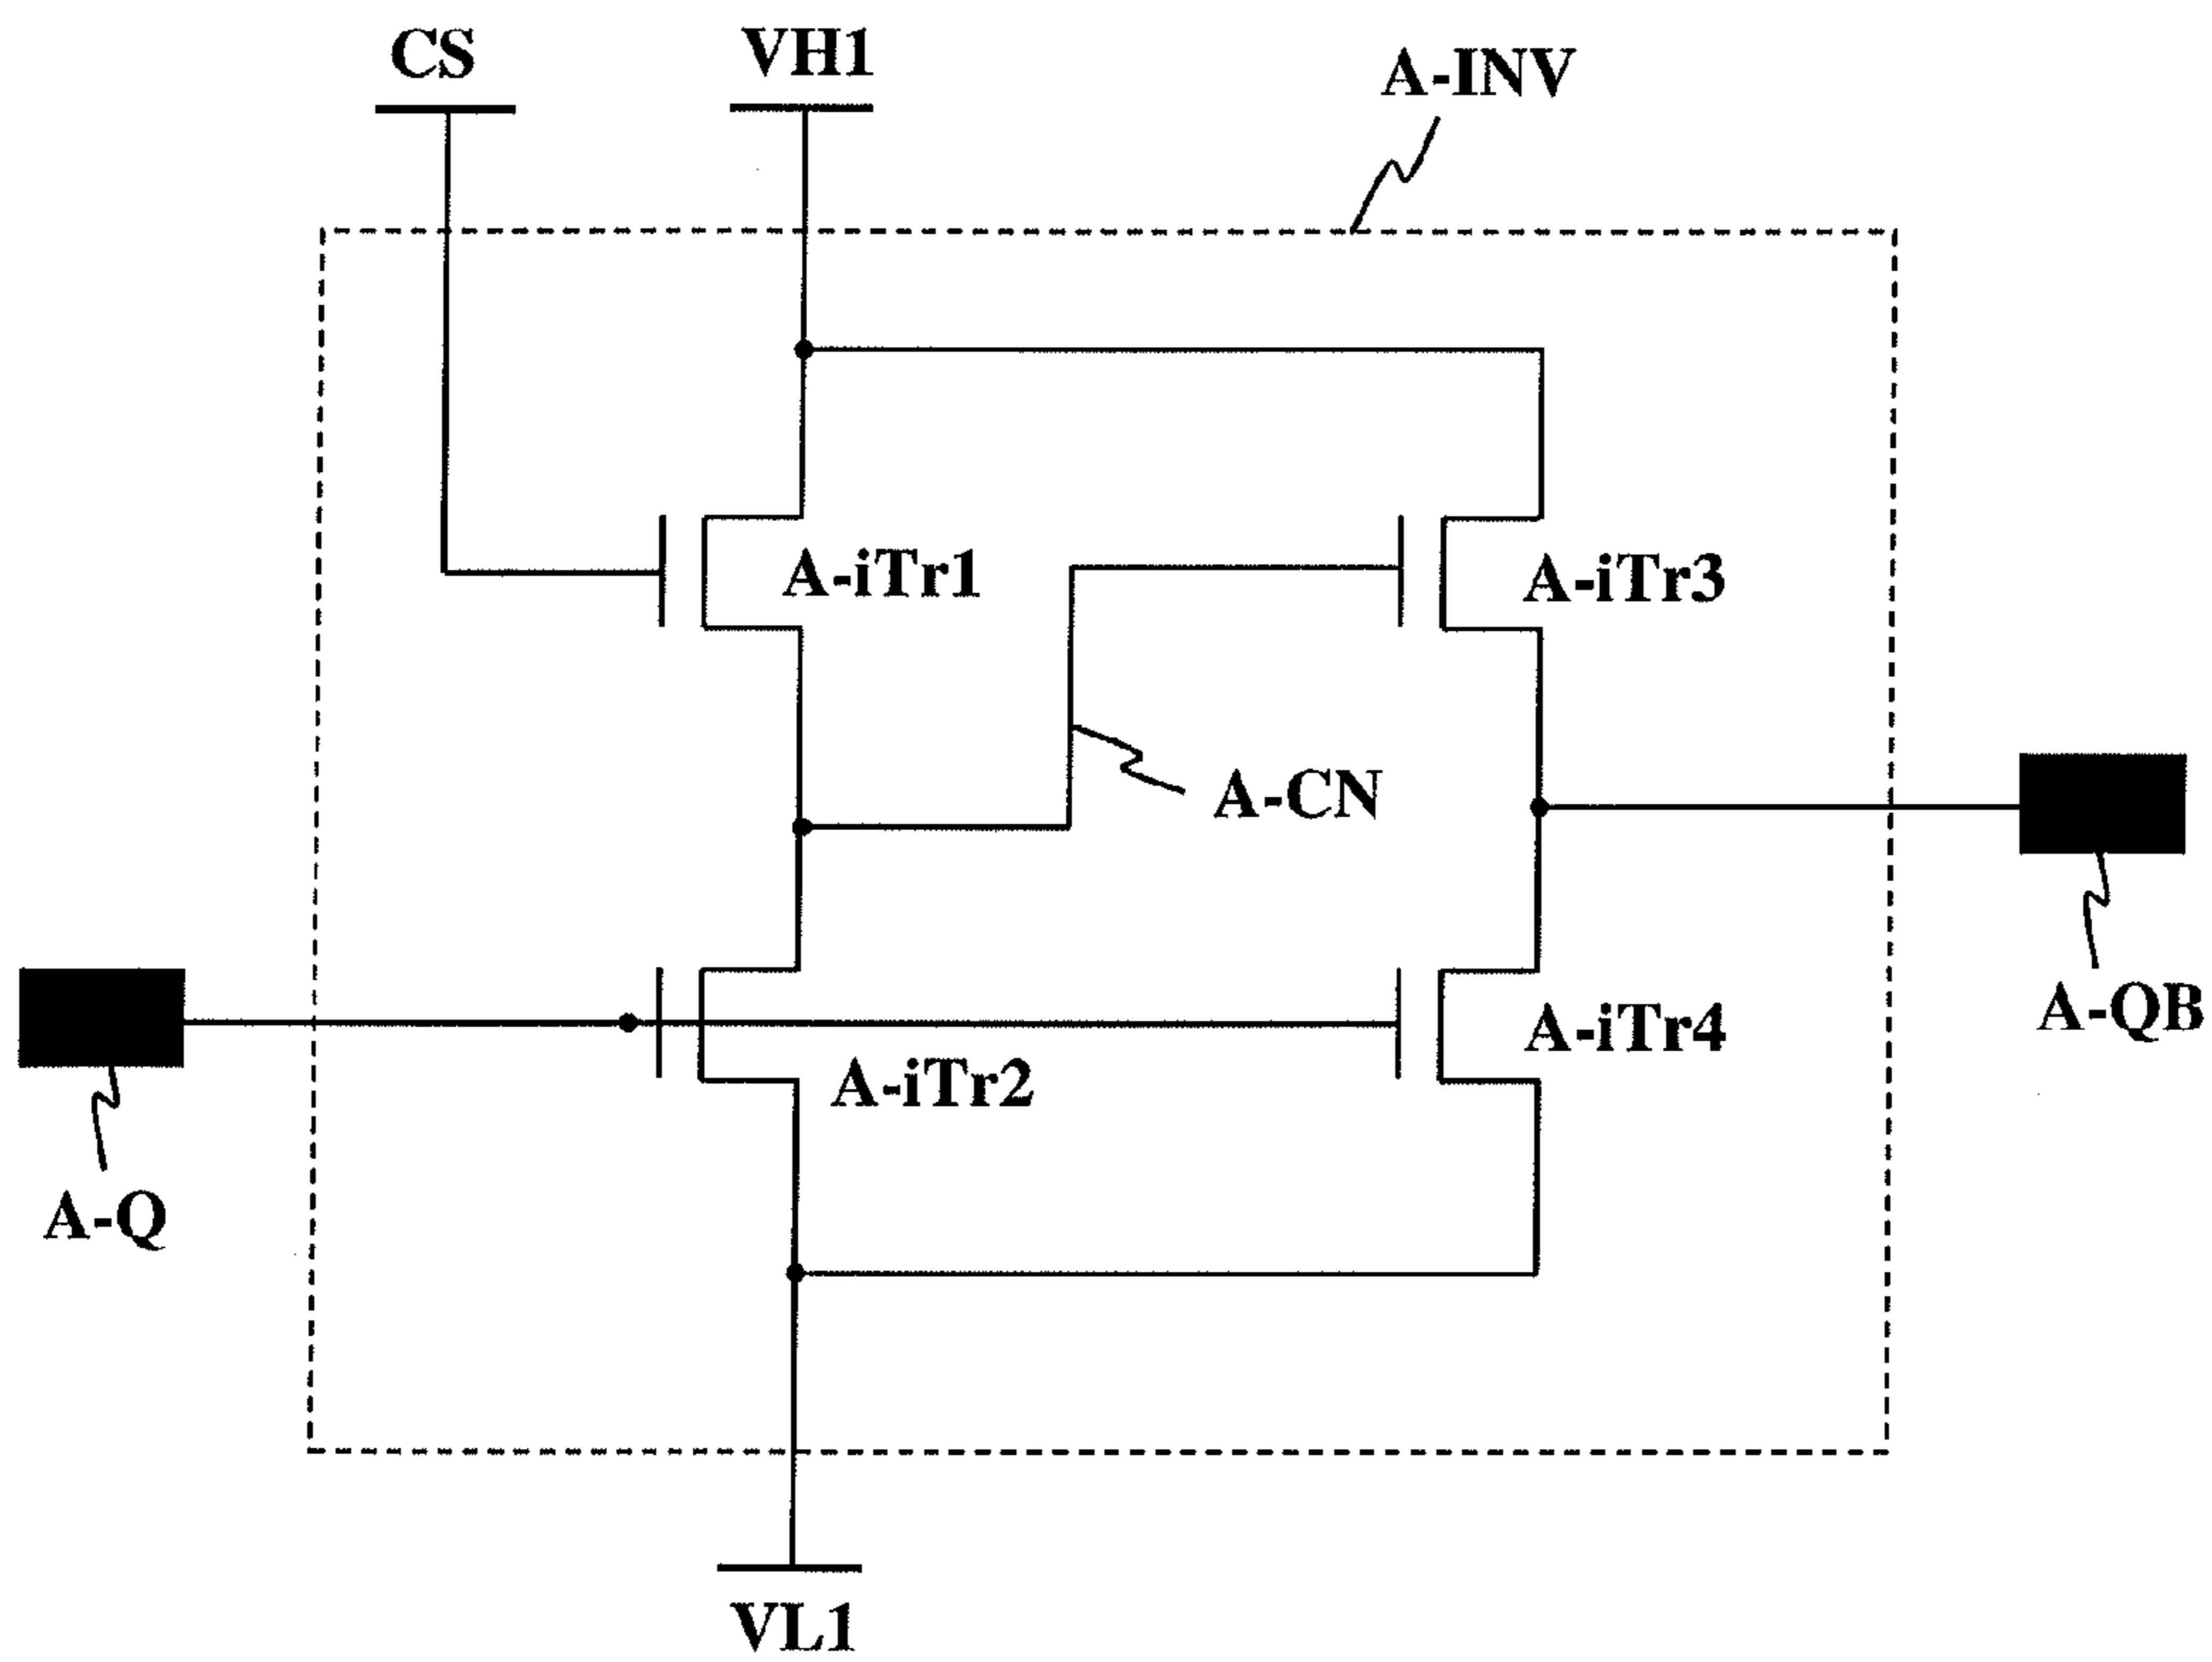 CS
VH1
A-INV
A-iTr1
A-iTr3
A-CN
A-QB
A-iTr4
A-iTr2
A-Q
VL1